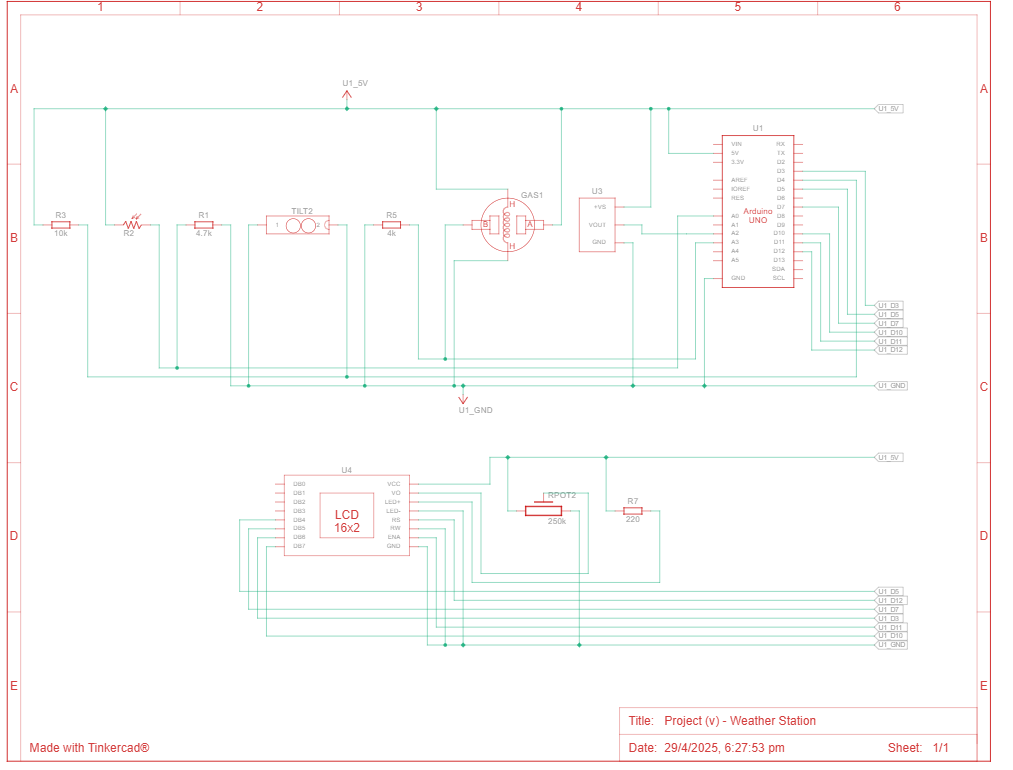 1 2 3 4 5 6
A A
U1_5V
U1_5V
U1
VIN RX
5V TX
3.3V D2
D3
AREF D4
IOREF D5
RES D6
D7
A0 D8
A1 D9
A2 D10
A3 D11
A4 D12
A5 D13
SDA
GND SCL
Arduino
UNO
B B
R3
10k
R2
R1
4.7k
TILT2
1 2
R5
4k
GAS1
H
B A
H
U3
+VS
VOUT
GND
U1_D3
U1_D5
U1_D7
U1_D10
U1_D11
U1_D12
C C
U1_GND
U1_GND
U1_5V
U4
DB0 VCC
DB1 VO
DB2 LED+
DB3 LED-
DB4 RS
DB5 RW
DB6 ENA
DB7 GND
LCD
16x2
RPOT2
250k
R7
220
D D
U1_D5
U1_D12
U1_D7
U1_D3
U1_D11
U1_D10
U1_GND
E E
Title: Project (v) - Weather Station
Made with Tinkercad®
Date: 29/4/2025, 6:27:53 pm Sheet: 1/1